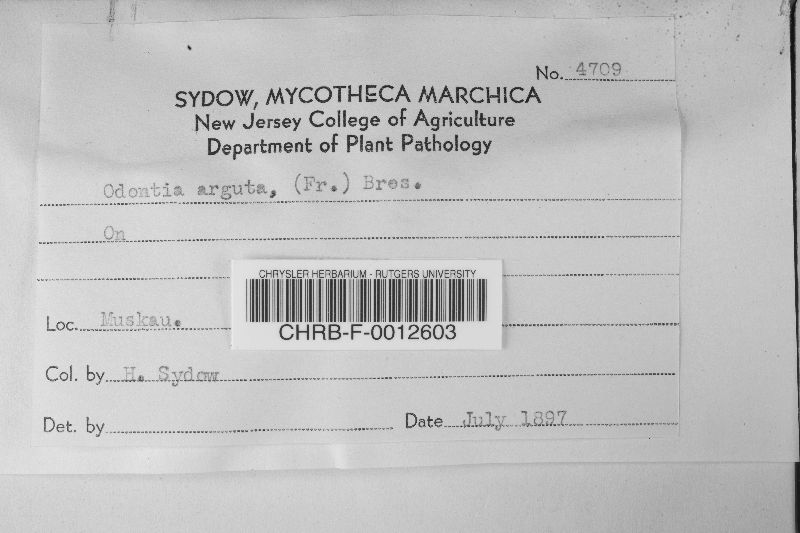 No. 4709
SYDOW, MYCOTHECA MARCHICA
New Jersey College of Agriculture
Department of Plant Pathology
Odontia arguta, (Fr.) Bres.
On
CHRYSLER HERBARIUM - RUTGERS UNIVERSITY
CHRB-F-0012603
Loc. Muskau.
Col. by H. Sydow
Det. by
Date July 1897